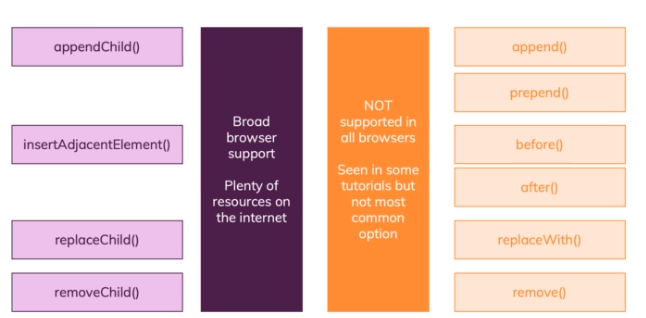 appendChild()
insertAdjacentElement()
replaceChild()
removeChild()
Broad
browser
support
Plenty of
resources on
the internet
NOT
supported in
all browsers
Seen in some
tutorials but
not most
common
option
append()
prepend()
before()
after()
replaceWith()
remove()